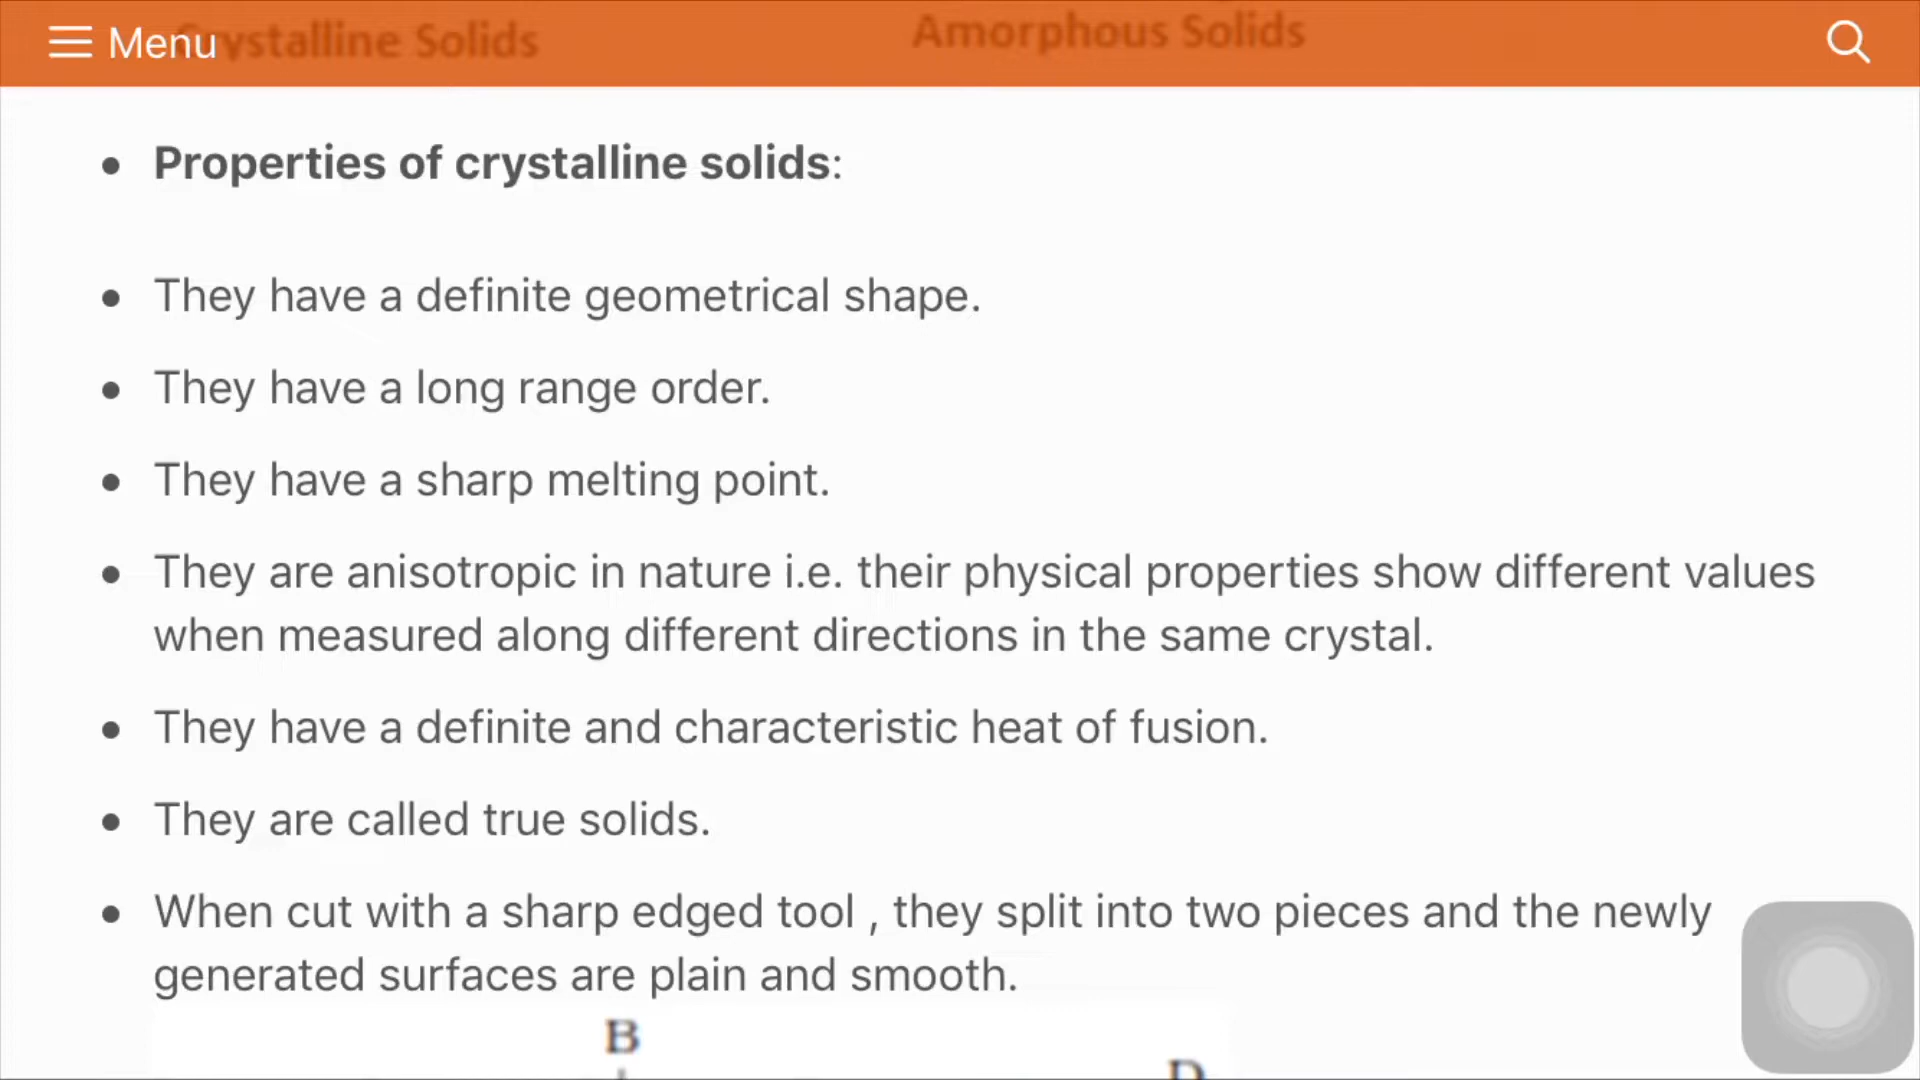 Menu
ystalline Solids
Amorphous Solids
• Properties of crystalline solids:
• They have a definite geometrical shape.
• They have a long range order.
• They have a sharp melting point.
• They are anisotropic in nature i.e. their physical properties show different values
when measured along different directions in the same crystal.
• They have a definite and characteristic heat of fusion.
• They are called true solids.
• When cut with a sharp edged tool , they split into two pieces and the newly
generated surfaces are plain and smooth.
B
D